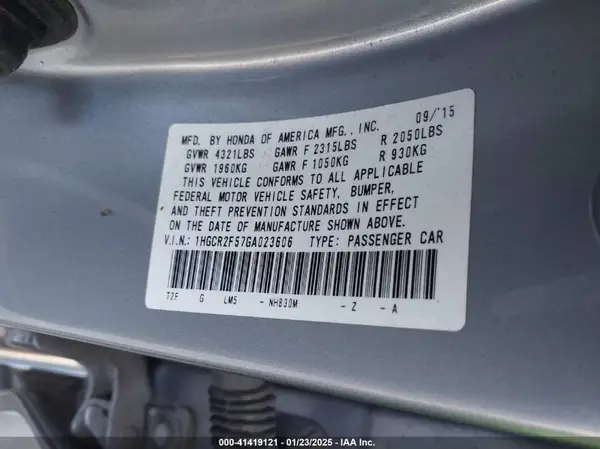 MFD. BY HONDA OF AMERICA MFG., INC. 09/'15
GVWR 4321LBS GAWR F 2315LBS R 2050LBS
GVWR 1960KG GAWR F 1050KG R 930KG
THIS VEHICLE CONFORMS TO ALL APPLICABLE
FEDERAL MOTOR VEHICLE SAFETY, BUMPER,
AND THEFT PREVENTION STANDARDS IN EFFECT
ON THE DATE OF MANUFACTURE SHOWN ABOVE.
V.I.N.: 1HGCR2F57GA023606 TYPE: PASSENGER CAR
T2F G LM5 -NH830M -Z -A
000-41419121 - 01/23/2025 - IAA Inc.